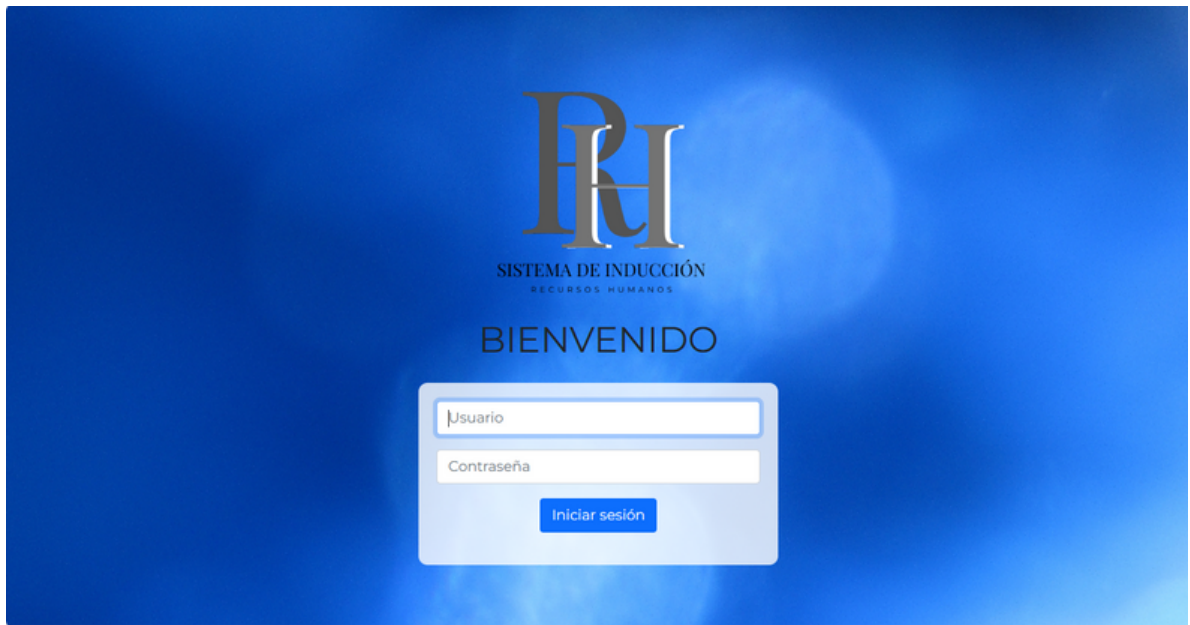 RH
SISTEMA DE INDUCCIÓN
RECURSOS HUMANOS
BIENVENIDO
Usuario
Contraseña
Iniciar sesión